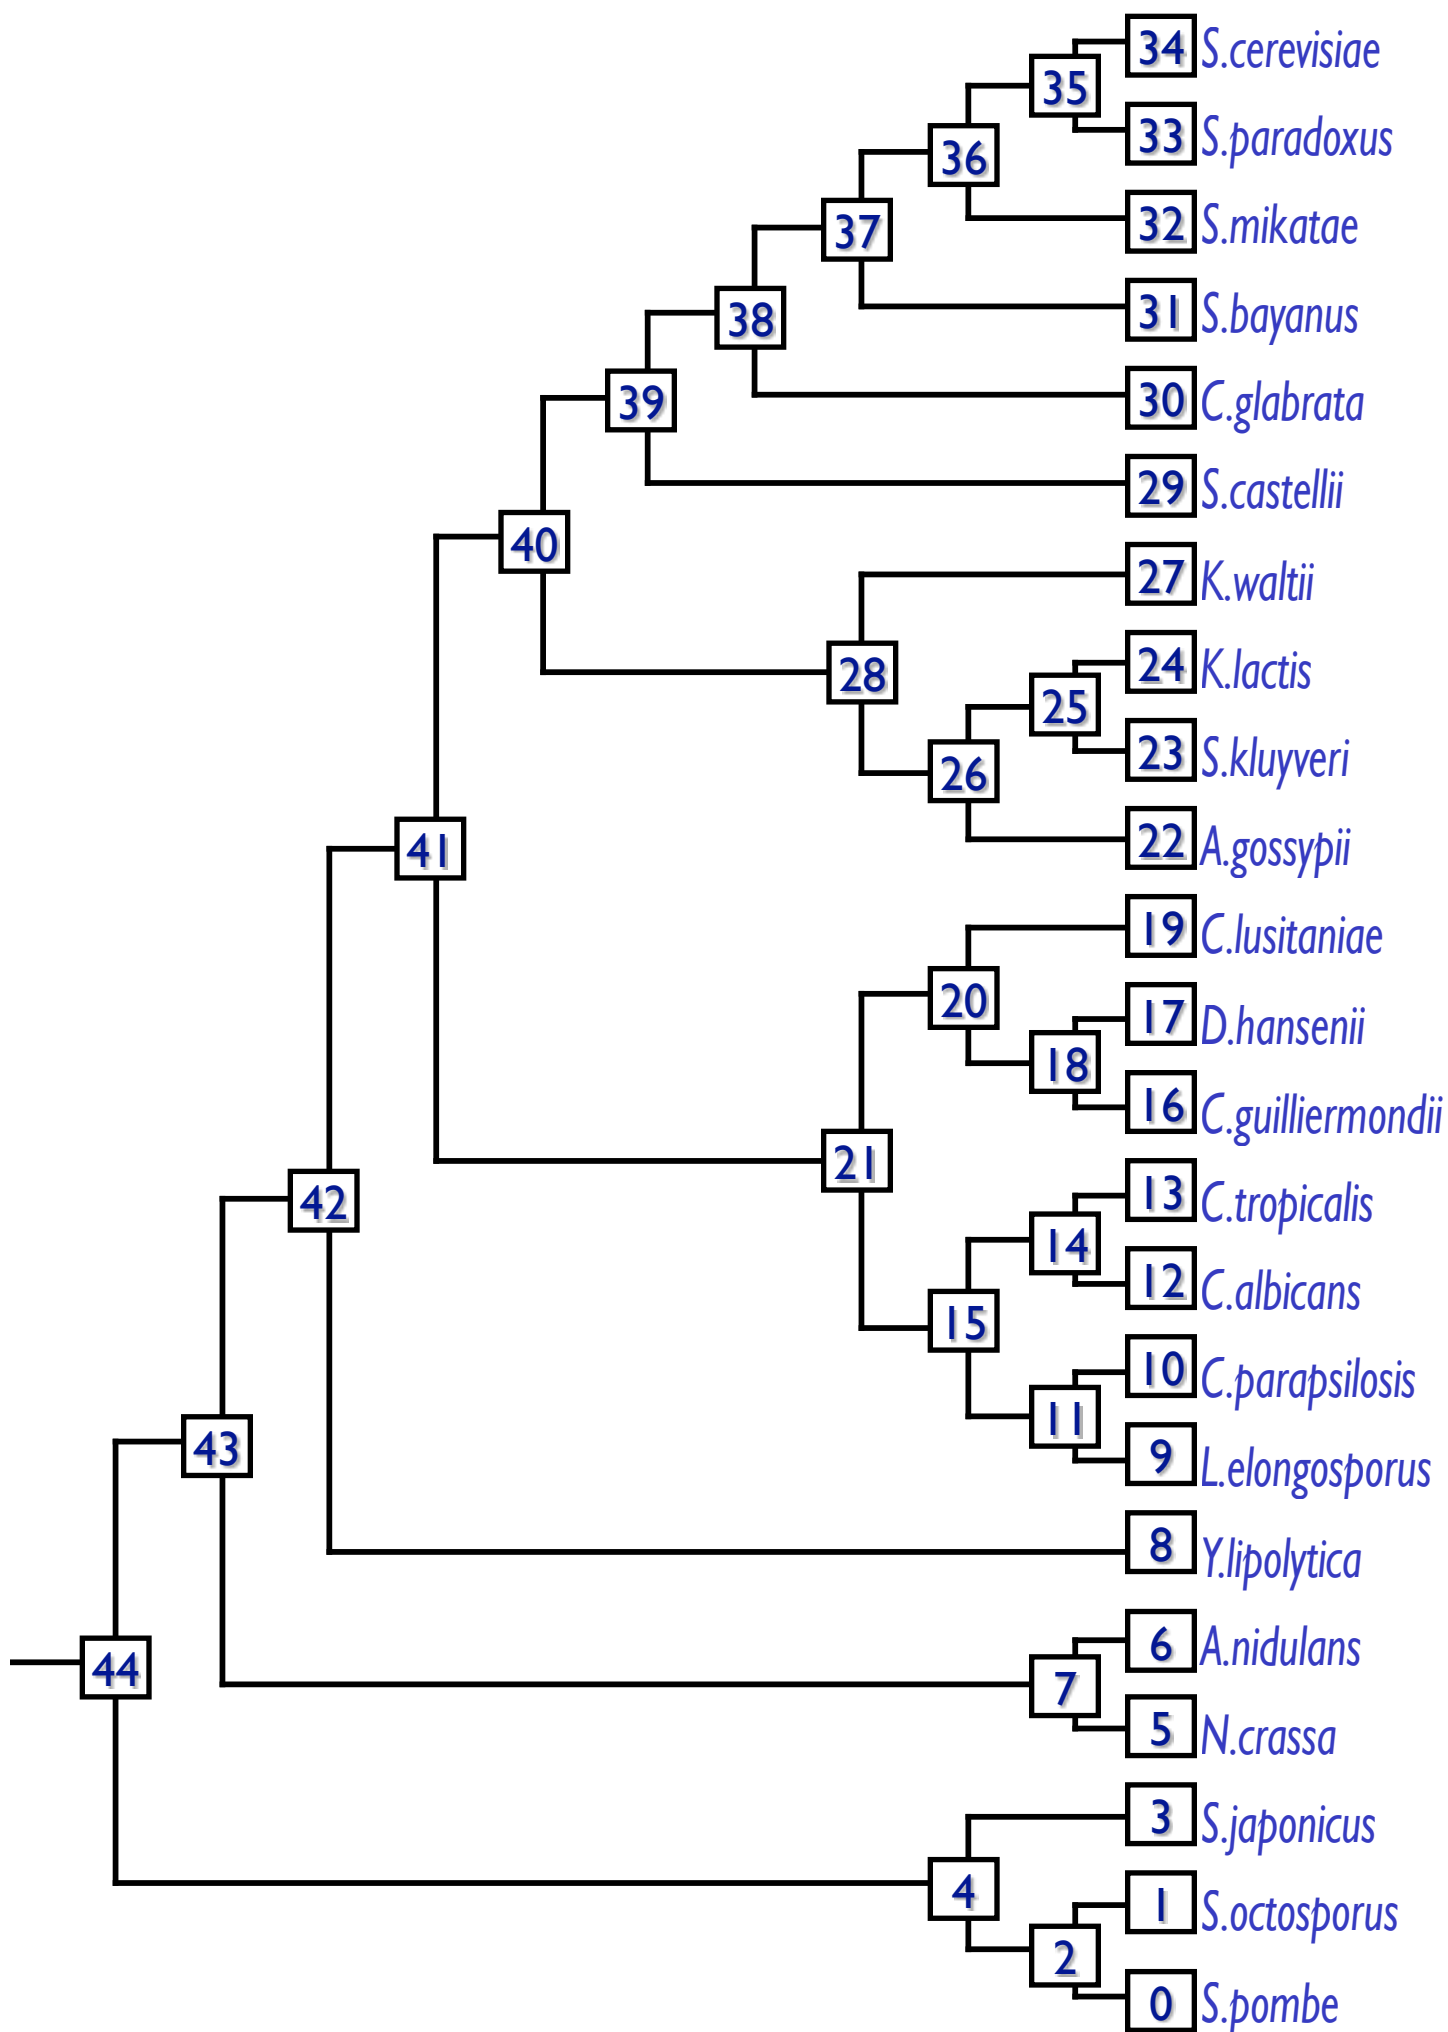 34 S.cerevisiae
35
33 S.paradoxus
36
32 S.mikatae
37
31 S.bayanus
38
30 C.glabrata
39
29 S.castellii
40
27 K.waltii
28
24 K.lactis
25
23 S.kluyveri
26
22 A.gossypii
41
19 C.lusitaniae
20
17 D.hansenii
18
16 C.guilliermondii
21
42
13 C.tropicalis
14
12 C.albicans
15
10 C.parapsilosis
11
43
9 L.elongosporus
8 Y.lipolytica
6 A.nidulans
44
7
5 N.crassa
3 S.japonicus
4
1 S.octosporus
2
0 S.pombe